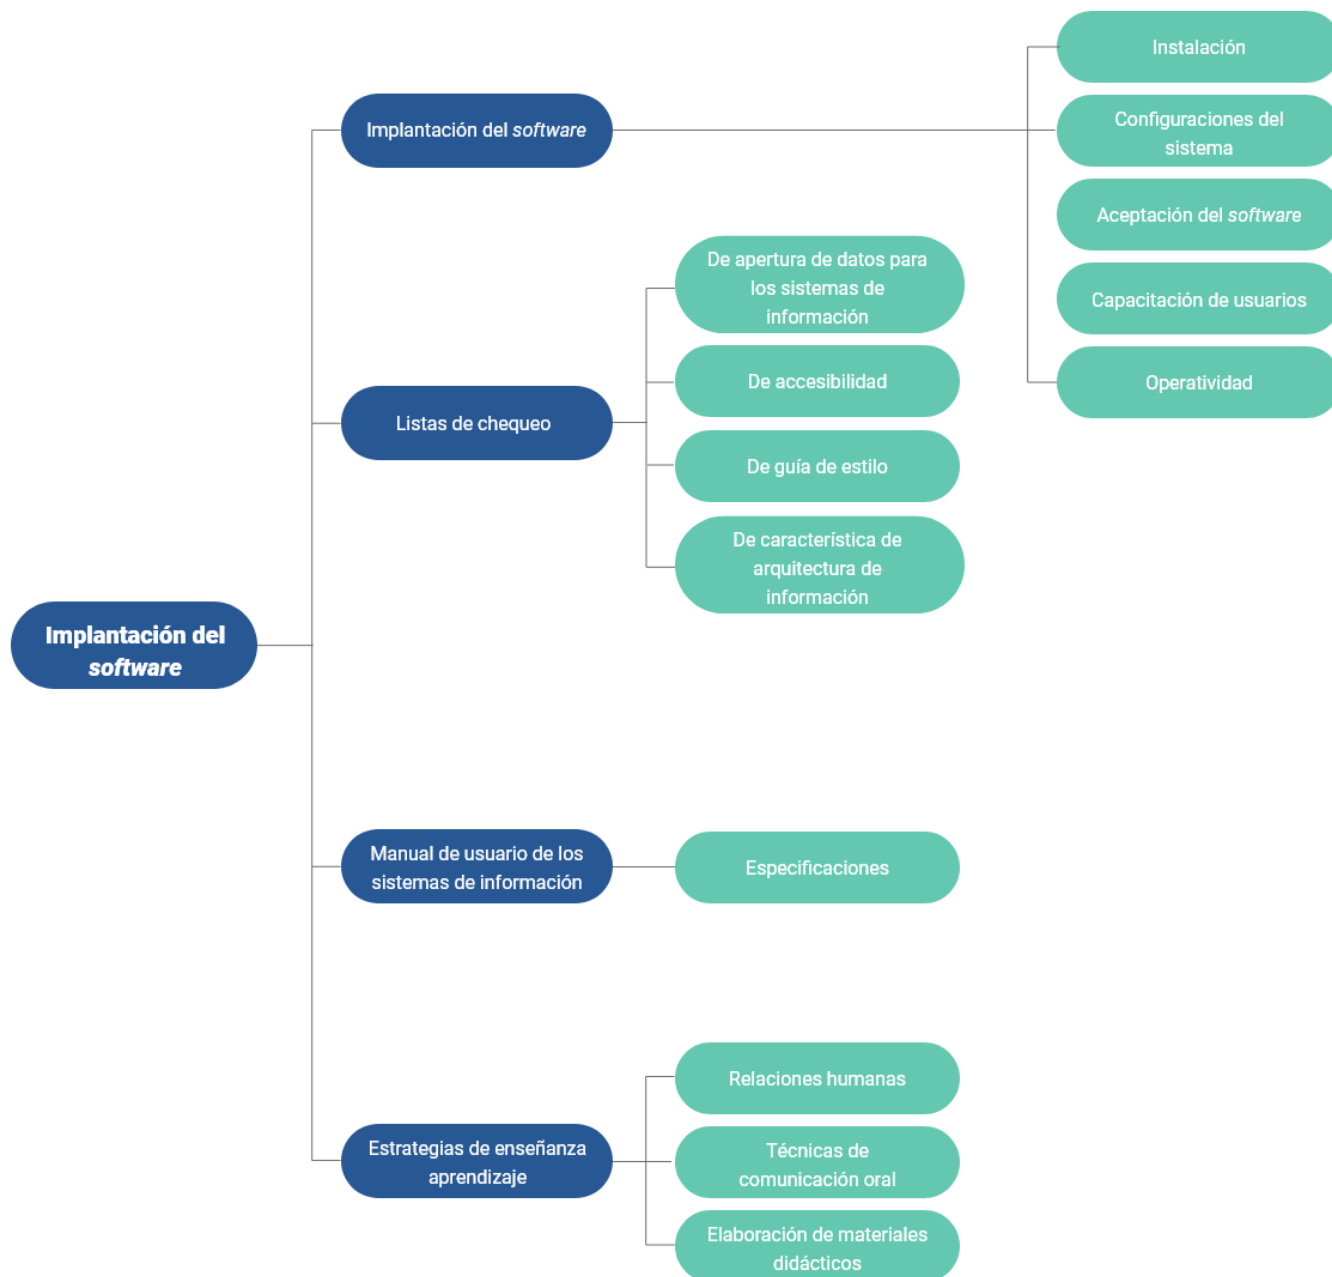 Implantación del
software
Implantación del software
Instalación
Configuraciones del
sistema
Aceptación del software
Capacitación de usuarios
Operatividad
Listas de chequeo
De apertura de datos para
los sistemas de
información
De accesibilidad
De guía de estilo
De característica de
arquitectura de
información
Manual de usuario de los
sistemas de información
Especificaciones
Estrategias de enseñanza
aprendizaje
Relaciones humanas
Técnicas de
comunicación oral
Elaboración de materiales
didácticos